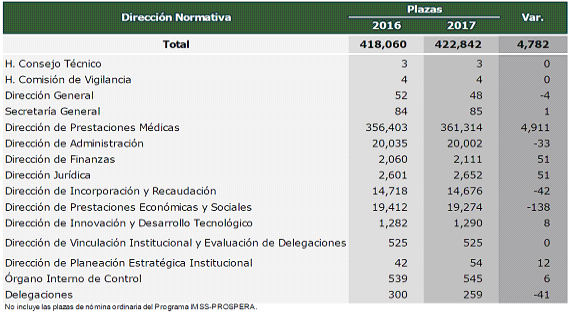 Dirección Normativa Plazas Var.
2016 2017
Total 418,060 422,842 4,782
H. Consejo Técnico 3 3 0
H. Comisión de Vigilancia 4 4 0
Dirección General 52 48 -4
Secretaría General 84 85 1
Dirección de Prestaciones Médicas 356,403 361,314 4,911
Dirección de Administración 20,035 20,002 -33
Dirección de Finanzas 2,060 2,111 51
Dirección Jurídica 2,601 2,652 51
Dirección de Incorporación y Recaudación 14,718 14,676 -42
Dirección de Prestaciones Económicas y Sociales 19,412 19,274 -138
Dirección de Innovación y Desarrollo Tecnológico 1,282 1,290 8
Dirección de Vinculación Institucional y Evaluación de Delegaciones 525 525 0
Dirección de Planeación Estratégica Institucional 42 54 12
Órgano Interno de Control 539 545 6
Delegaciones 300 259 -41
No incluye las plazas de nómina ordinaria del Programa IMSS-PROSPERA.